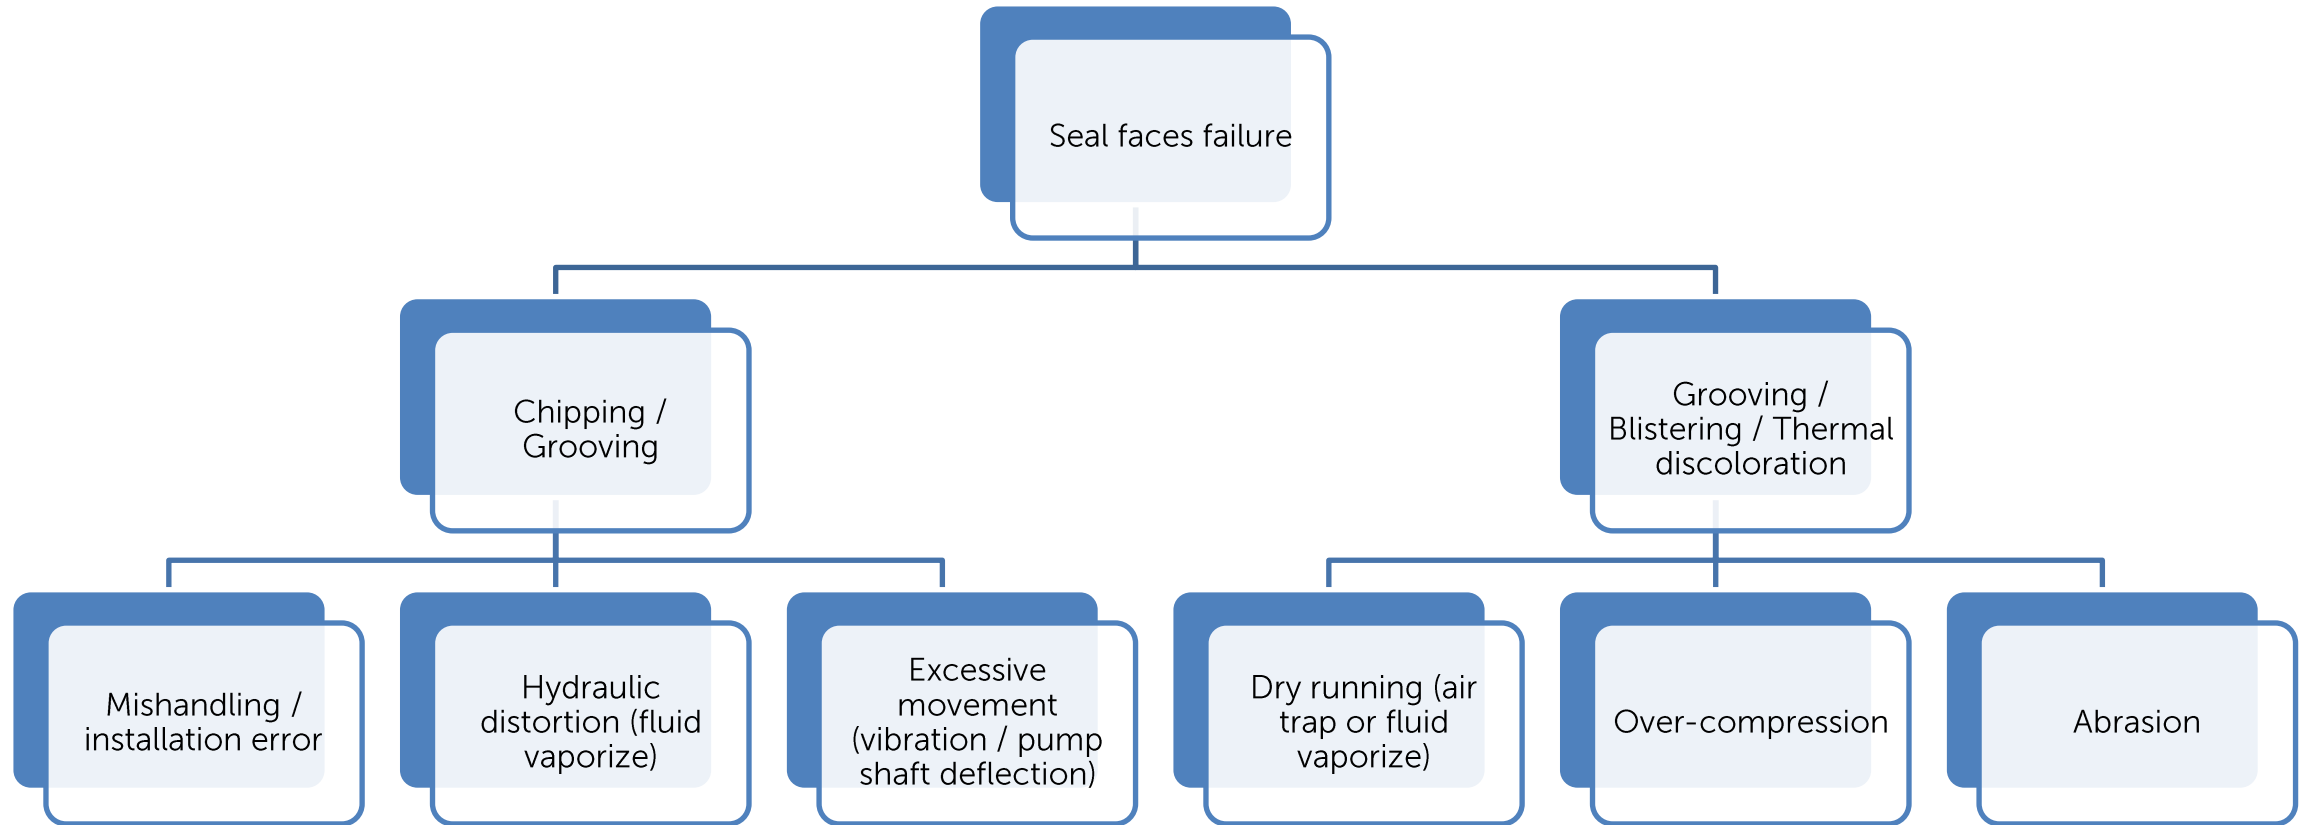 Seal faces failure
Chipping /
Grooving
Grooving /
Blistering / Thermal
discoloration
Mishandling /
installation error
Hydraulic
distortion (fluid
vaporize)
Excessive
movement
(vibration / pump
shaft deflection)
Dry running (air
trap or fluid
vaporize)
Over-compression
Abrasion